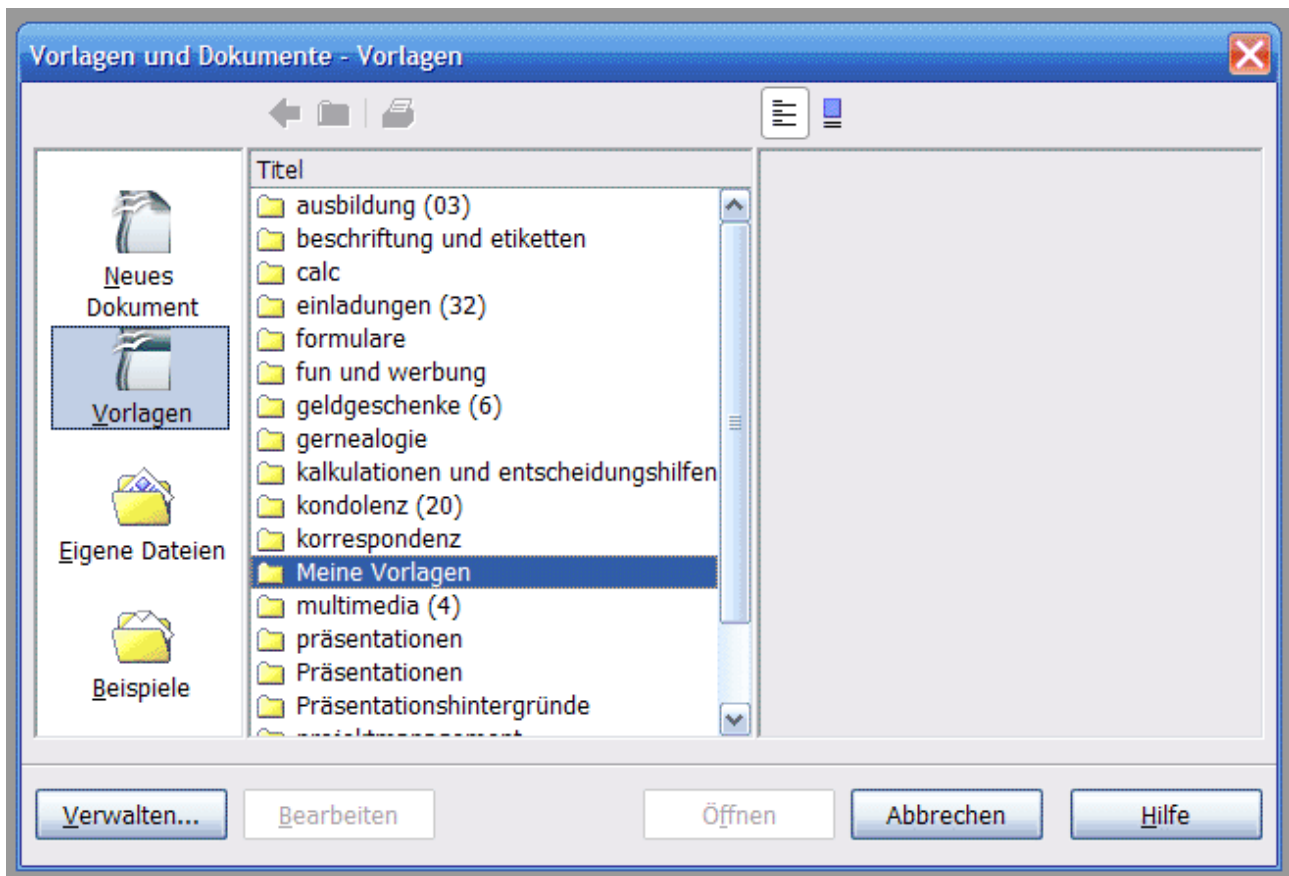 Vorlagen und Dokumente - Vorlagen
Neues
Dokument
Vorlagen
Eigene Dateien
Beispiele
Titel
ausbildung (03)
beschriftung und etiketten
calc
einladungen (32)
formulare
fun und werbung
geldgeschenke (6)
gernealogie
kalkulationen und entscheidungshilfen
kondolenz (20)
korrespondenz
Meine Vorlagen
multimedia (4)
präsentationen
Präsentationen
Präsentationshintergründe
projektmanagement
Verwalten... Bearbeiten Öffnen Abbrechen Hilfe